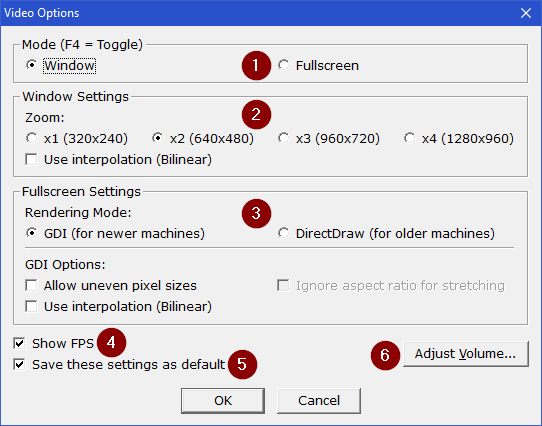 Video Options
Mode (F4 = Toggle)
Window 1 Fullscreen
Window Settings
Zoom: 2
x1 (320x240) x2 (640x480) x3 (960x720) x4 (1280x960)
Use interpolation (Bilinear)
Fullscreen Settings
Rendering Mode: 3
GDI (for newer machines) DirectDraw (for older machines)
GDI Options:
Allow uneven pixel sizes Ignore aspect ratio for stretching
Use interpolation (Bilinear)
Show FPS 4
Save these settings as default 5
6 Adjust Volume...
OK Cancel